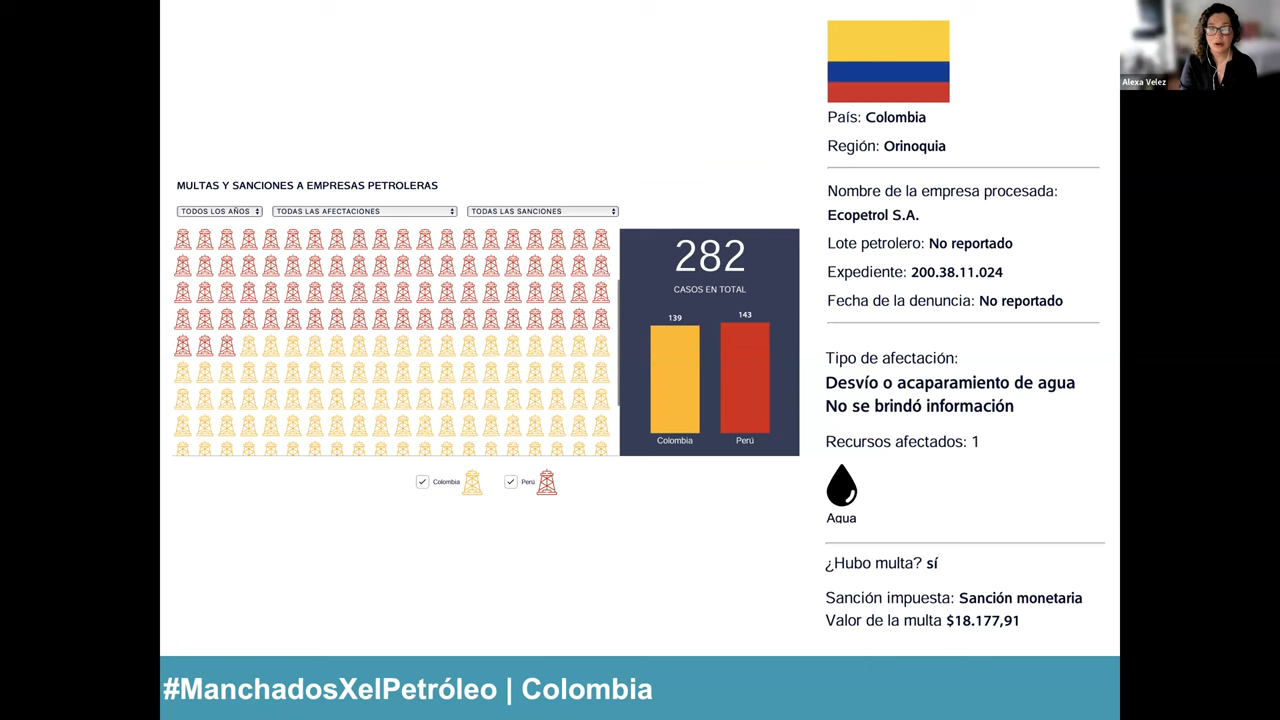 Alexa Velez
País: Colombia
Región: Orinoquia
MULTAS Y SANCIONES A EMPRESAS PETROLERAS
TODOS LOS AÑOS
TODAS LAS AFECTACIONES
TODAS LAS SANCIONES
282
CASOS EN TOTAL
139
143
Colombia
Perú
Colombia
Perú
Nombre de la empresa procesada:
Ecopetrol S.A.
Lote petrolero: No reportado
Expediente: 200.38.11.024
Fecha de la denuncia: No reportado
Tipo de afectación:
Desvío o acaparamiento de agua
No se brindó información
Recursos afectados: 1
Agua
¿Hubo multa? sí
Sanción impuesta: Sanción monetaria
Valor de la multa $18.177,91
#ManchadosXelPetróleo | Colombia